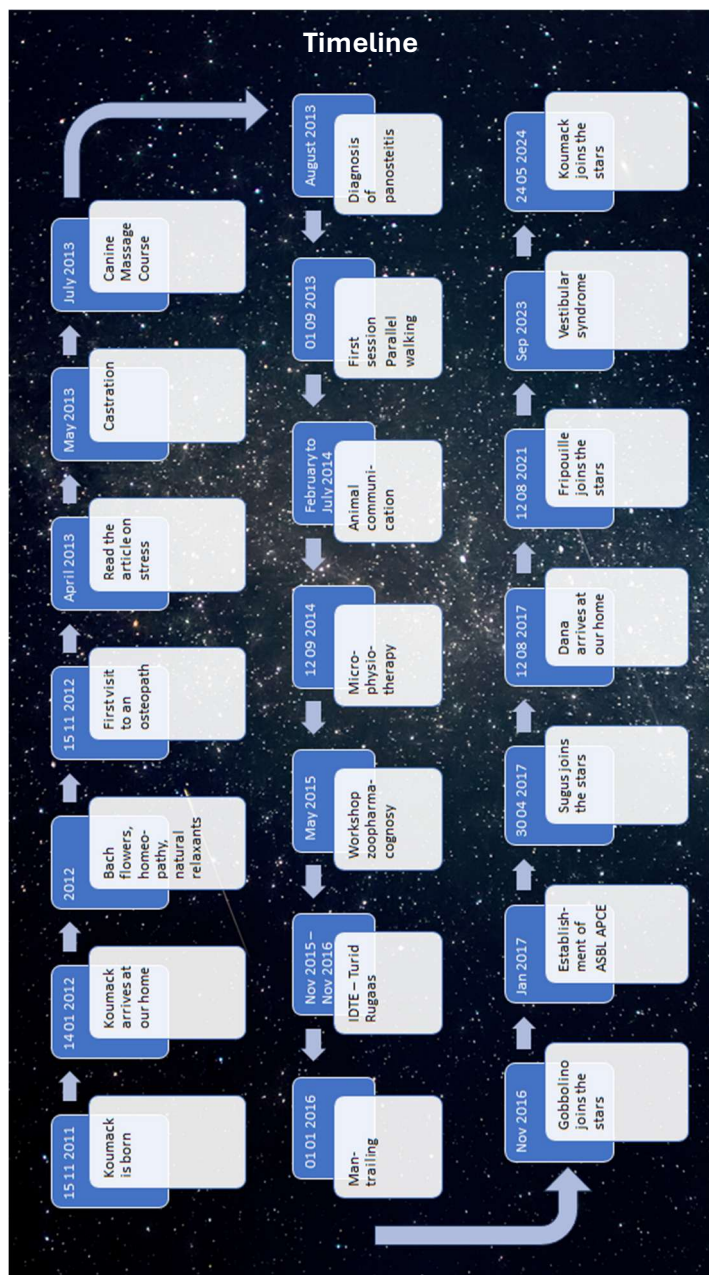 Timeline
15 11 2011
Koumack
is born
14 01 2012
Koumack
arrives at
our home
2012
Bach
flowers,
homeo-
pathy,
natural
relaxants
15 11 2012
First visit
to an
osteopath
April 2013
Read the
article on
stress
May 2013
Castration
July 2013
Canine
Massage
Course
August 2013
Diagnosis
of
panosteitis
01 09 2013
First
session
Parallel
walking
February to
July 2014
Animal
communi-
cation
12 09 2014
Micro-
physio-
therapy
May 2015
Workshop
zoopharma-
cognosy
Nov 2015 –
Nov 2016
IDTE – Turid
Rugaas
01 01 2016
Man-
trailing
Nov 2016
Gobbolino
joins the
stars
Jan 2017
Establish-
ment of
ASBL APCE
30 04 2017
Sugus joins
the stars
12 08 2017
Dana
arrives at
our home
12 08 2021
Fripouille
joins the
stars
Sep 2023
Vestibular
syndrome
24 05 2024
Koumack
joins the
stars